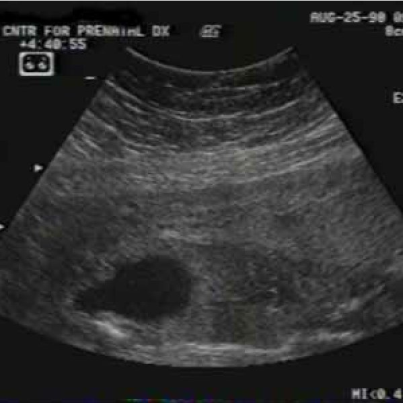 CNTR FOR PRENATAL DX
+4:40:55
AUG-25-98
MI<0.4